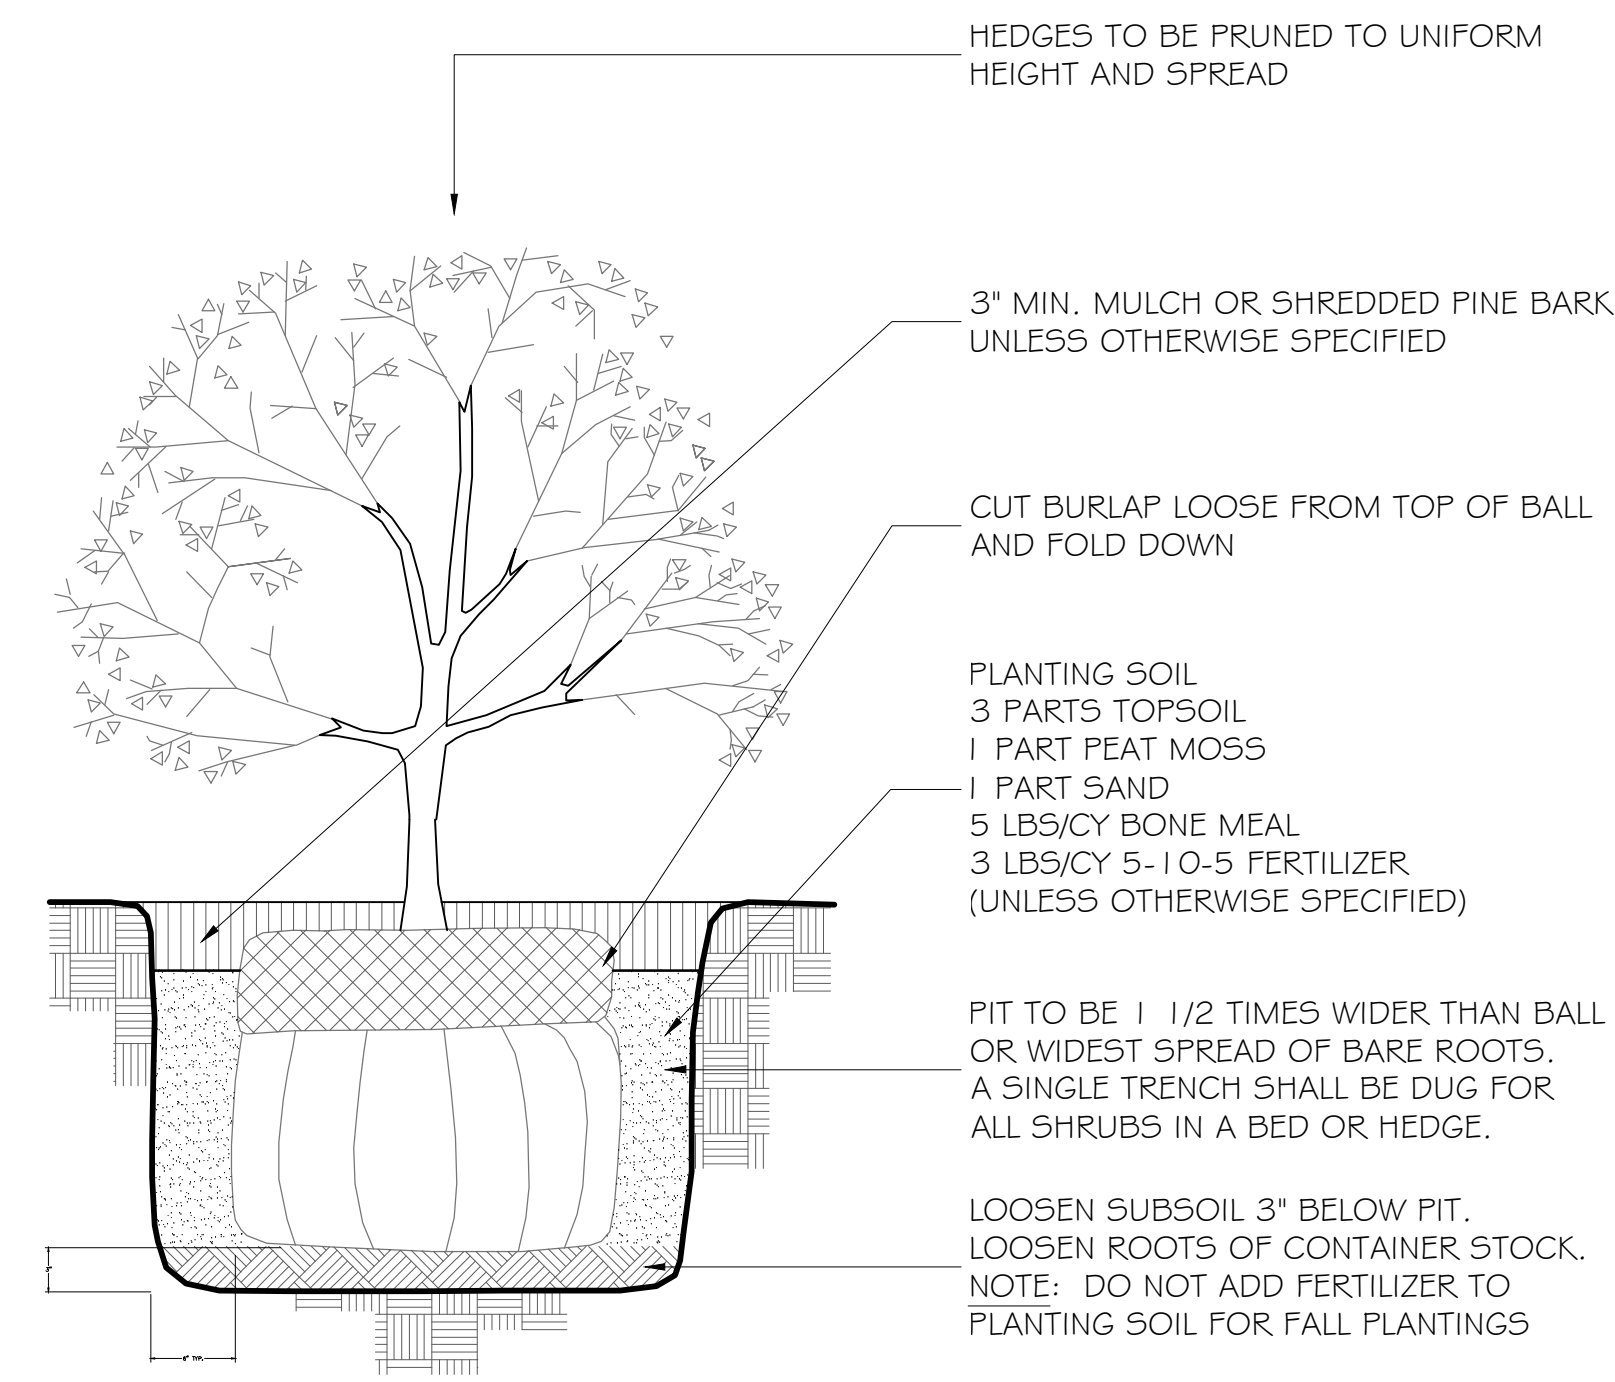 HEDGES TO BE PRUNED TO UNIFORM
HEIGHT AND SPREAD
3" MIN. MULCH OR SHREDDED PINE BARK
UNLESS OTHERWISE SPECIFIED
CUT BURLAP LOOSE FROM TOP OF BALL
AND FOLD DOWN
PLANTING SOIL
3 PARTS TOPSOIL
1 PART PEAT MOSS
1 PART SAND
5 LBS/CY BONE MEAL
3 LBS/CY 5-10-5 FERTILIZER
(UNLESS OTHERWISE SPECIFIED)
PIT TO BE 1 1/2 TIMES WIDER THAN BALL
OR WIDEST SPREAD OF BARE ROOTS.
A SINGLE TRENCH SHALL BE DUG FOR
ALL SHRUBS IN A BED OR HEDGE.
LOOSEN SUBSOIL 3" BELOW PIT.
LOOSEN ROOTS OF CONTAINER STOCK.
NOTE: DO NOT ADD FERTILIZER TO
PLANTING SOIL FOR FALL PLANTINGS
3"
6" TYP.